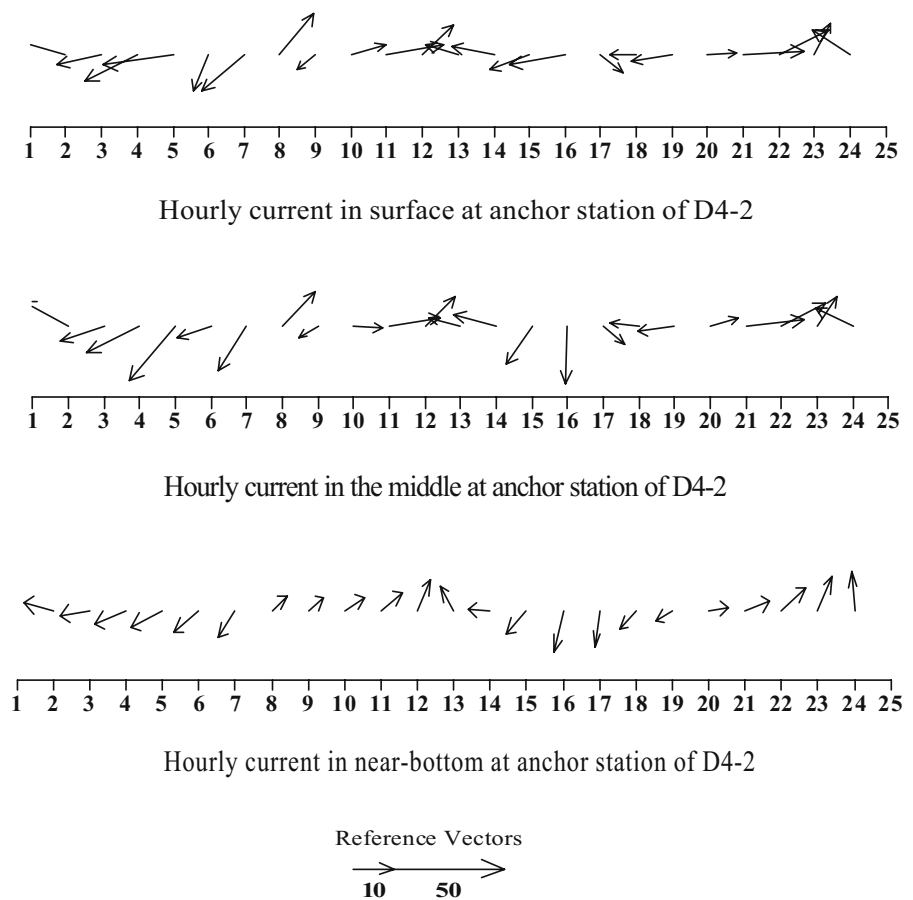 1 2 3 4 5 6 7 8 9 10 11 12 13 14 15 16 17 18 19 20 21 22 23 24 25
Hourly current in surface at anchor station of D4-2
1 2 3 4 5 6 7 8 9 10 11 12 13 14 15 16 17 18 19 20 21 22 23 24 25
Hourly current in the middle at anchor station of D4-2
1 2 3 4 5 6 7 8 9 10 11 12 13 14 15 16 17 18 19 20 21 22 23 24 25
Hourly current in near-bottom at anchor station of D4-2
Reference Vectors
10 50